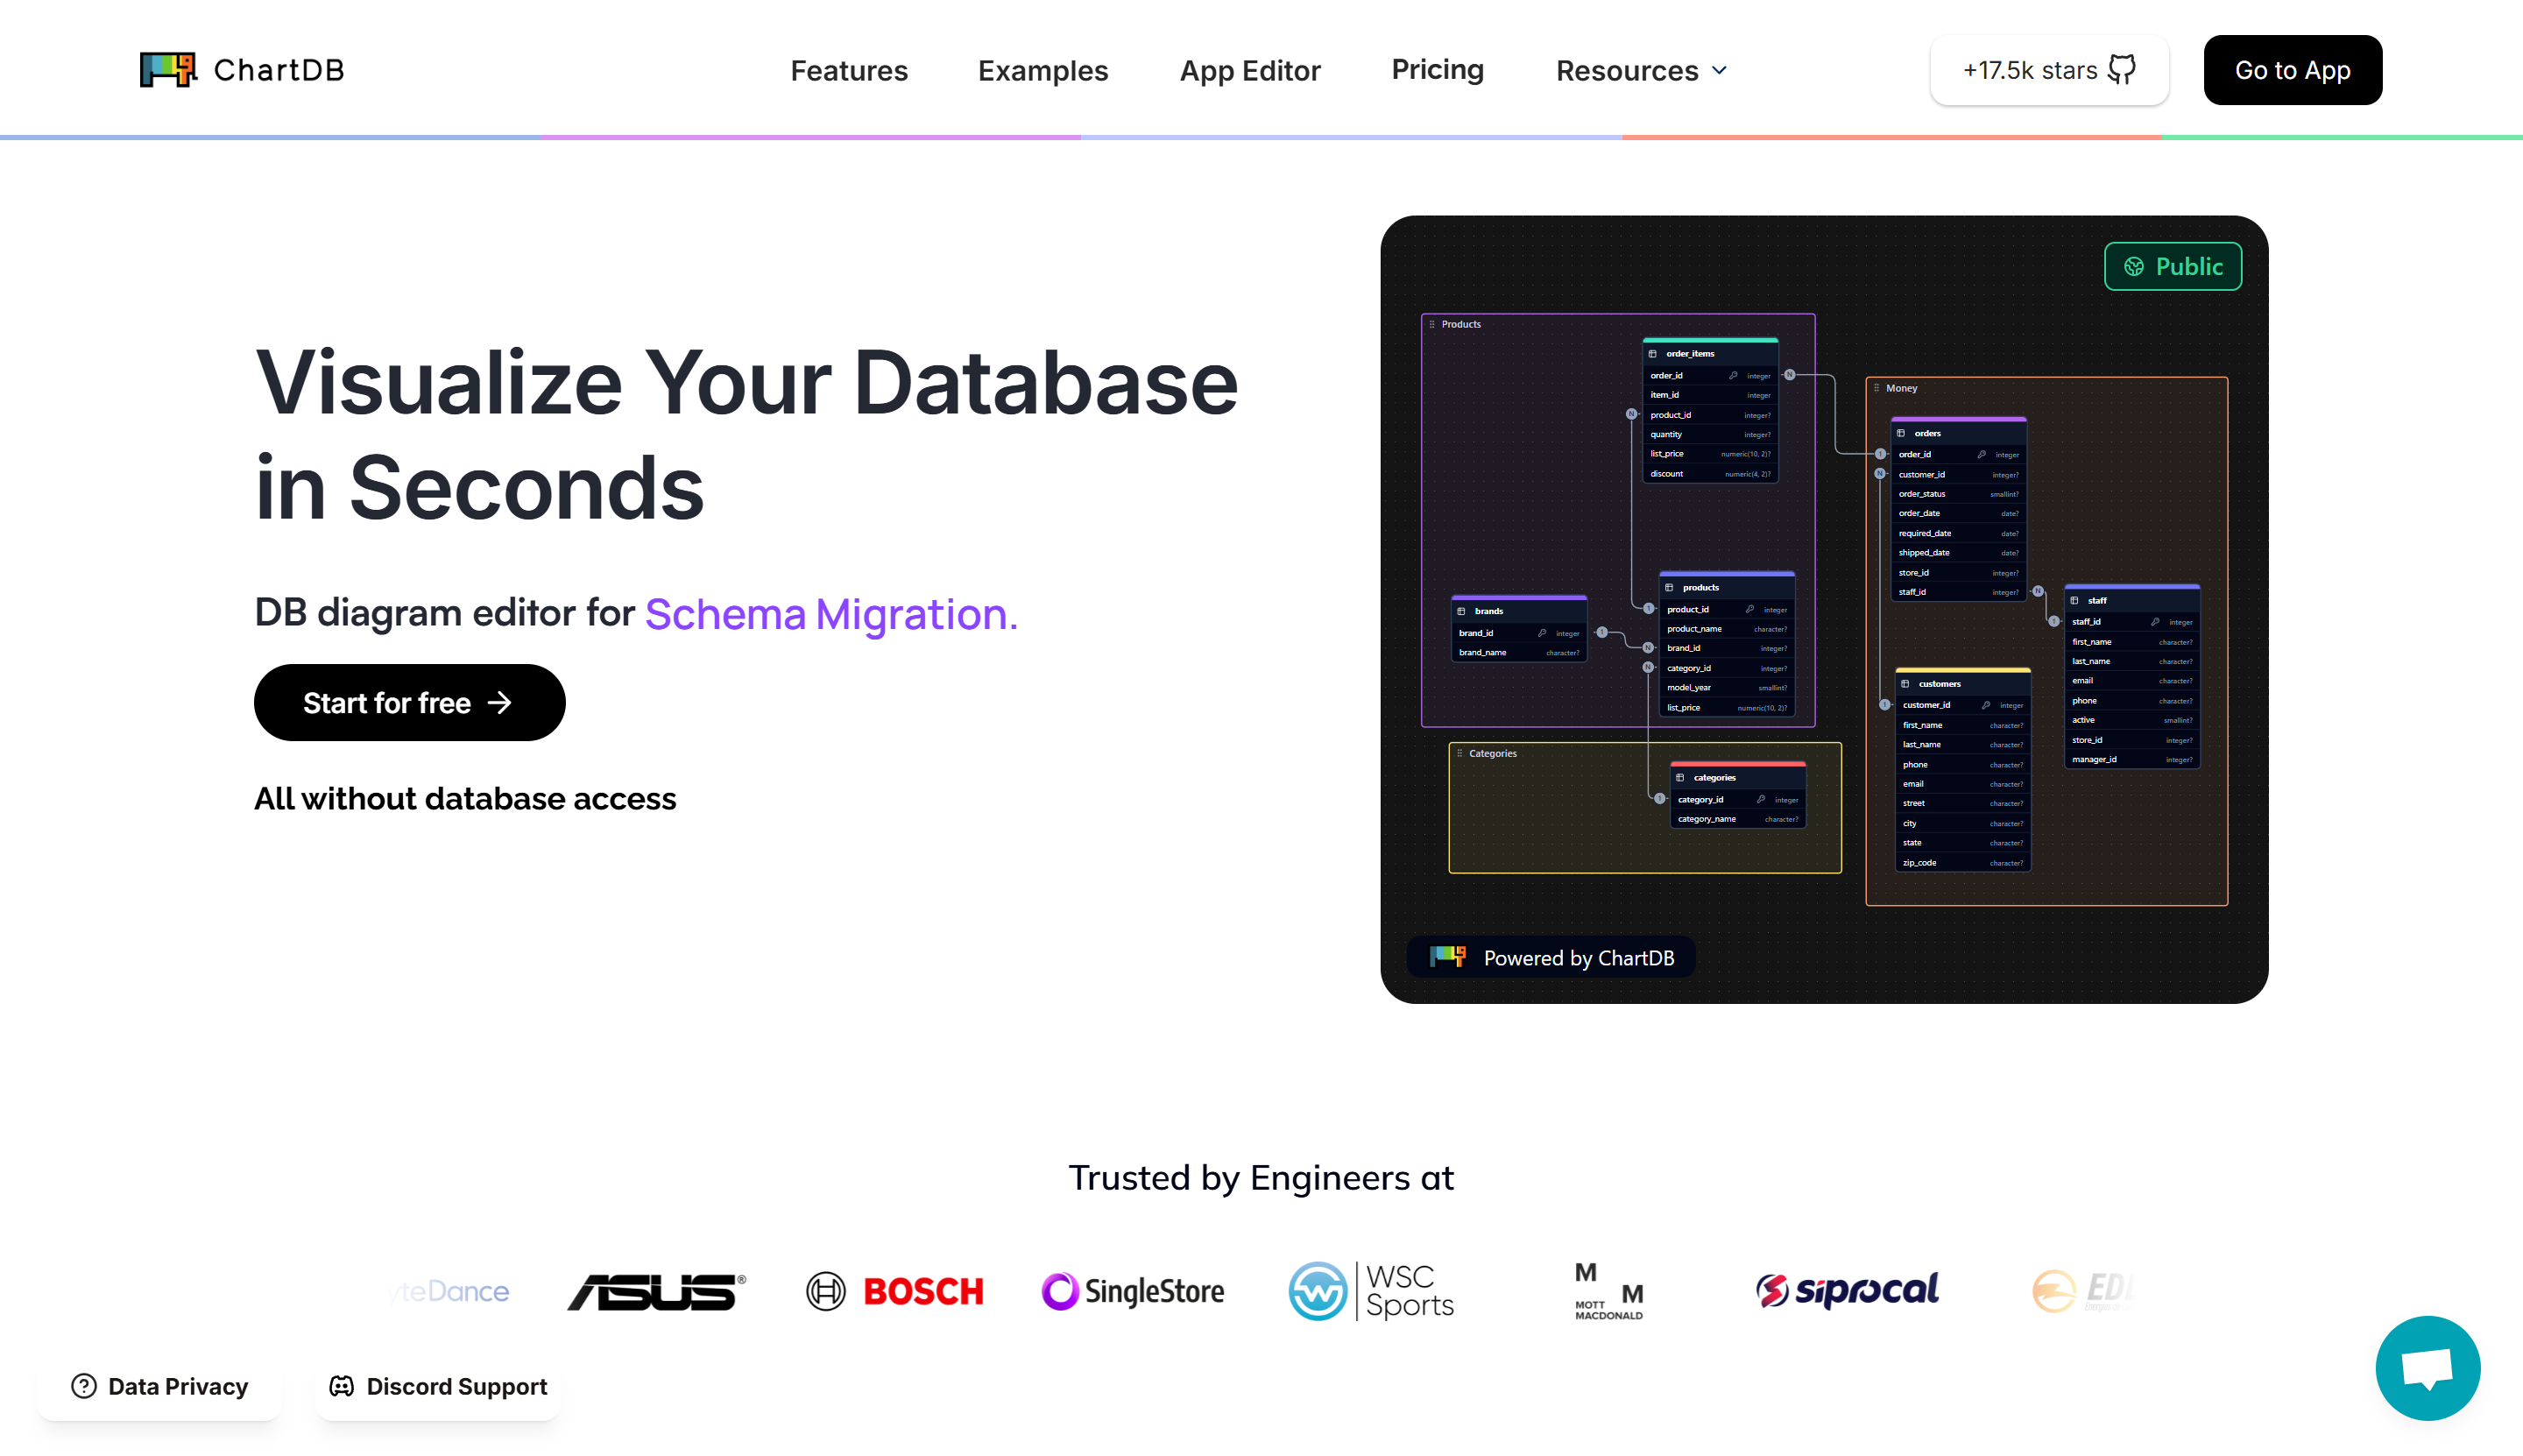 ChartDB
Features
Examples
App Editor
Pricing
Resources
+17.5k stars
Go to App
Visualize Your Database
in Seconds
DB diagram editor for Schema Migration.
Start for free
All without database access
Public
Products
order_items
order_id integer
item_id integer
product_id integer?
quantity integer?
list_price numeric(10, 2)?
discount numeric(4, 2)?
N
N
brands
brand_id integer
brand_name character?
1
products
product_id integer
product_name character?
brand_id integer?
category_id integer?
model_year smallint?
list_price numeric(10, 2)?
1
N
N
Categories
categories
category_id integer
category_name character?
1
Money
orders
order_id integer
customer_id integer?
order_status smallint?
order_date date?
required_date date?
shipped_date date?
store_id integer?
staff_id integer?
1
N
N
staff
staff_id integer
first_name character?
last_name character?
email character?
phone character?
active smallint?
store_id integer?
manager_id integer?
1
customers
customer_id integer
first_name character?
last_name character?
phone character?
email character?
street character?
city character?
state character?
zip_code character?
1
Powered by ChartDB
Trusted by Engineers at
teDance
ASUS®
BOSCH
SingleStore
WSC
Sports
M
M
MOTT
MACDONALD
siprocal
ED
Data Privacy
Discord Support